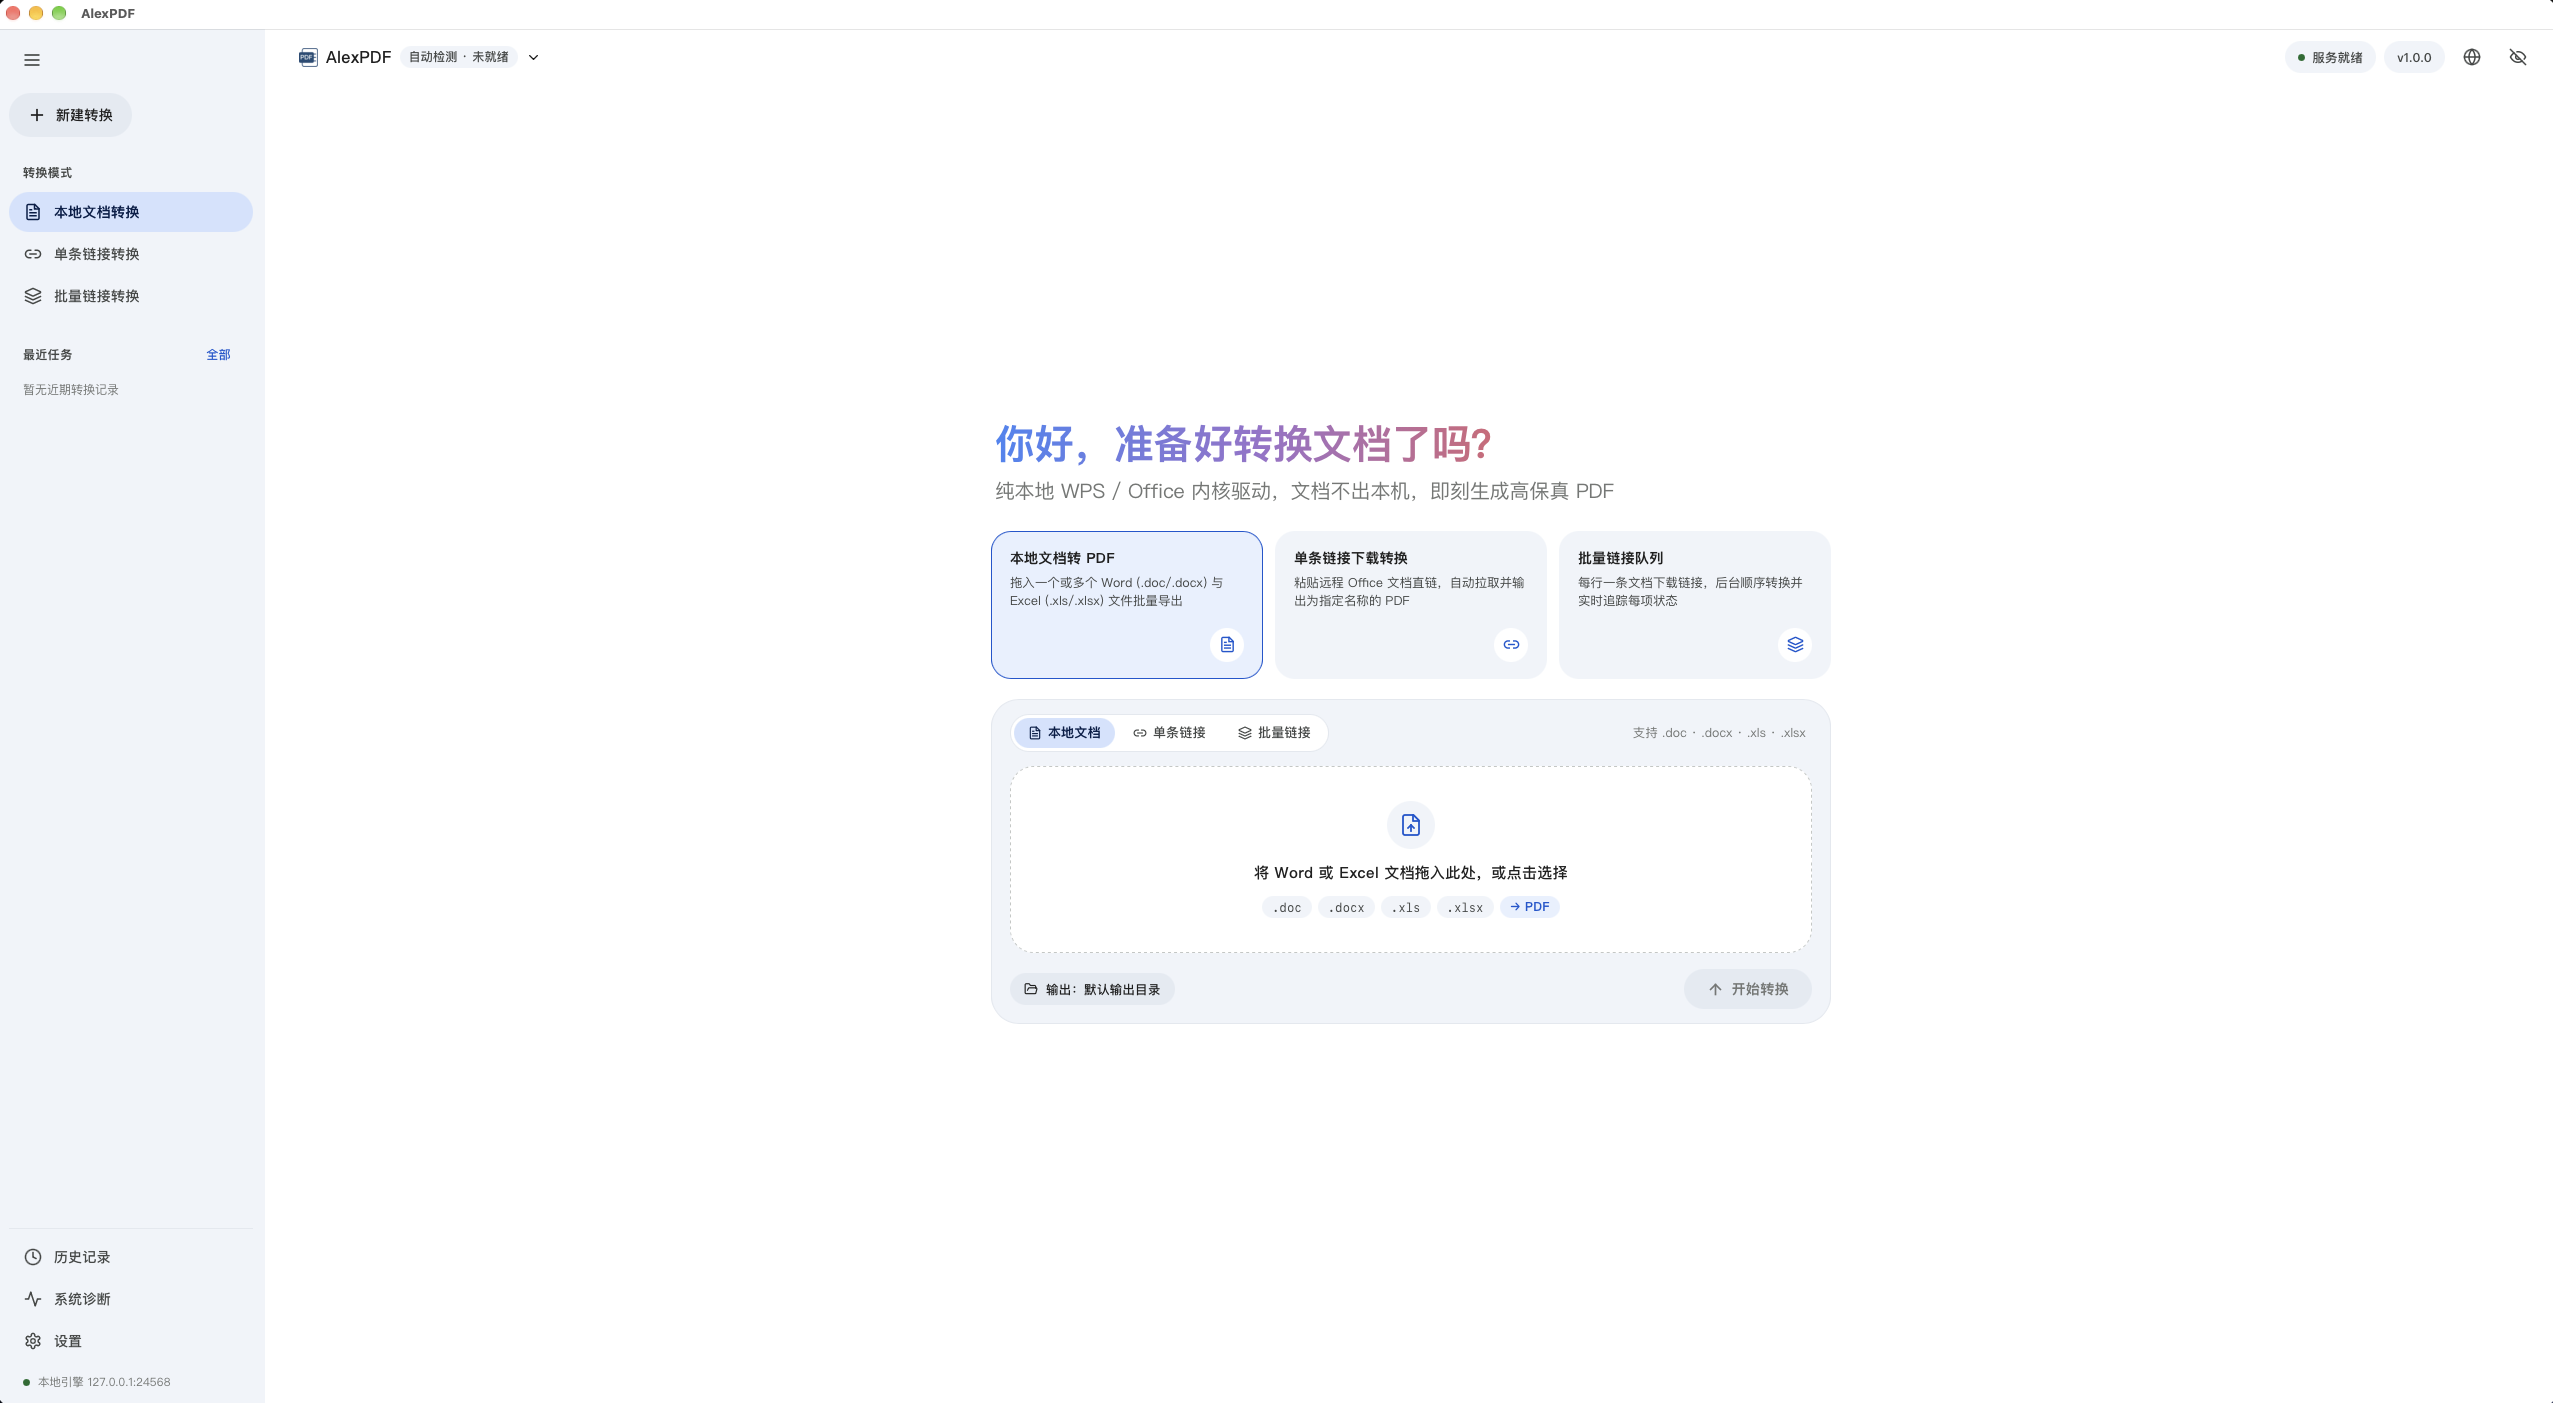 AlexPDF
AlexPDF 自动检测 · 未就绪
服务就绪 v1.0.0
新建转换
转换模式
本地文档转换
单条链接转换
批量链接转换
最近任务 全部
暂无近期转换记录
你好，准备好转换文档了吗?
纯本地 WPS / Office 内核驱动，文档不出本机，即刻生成高保真 PDF
本地文档转 PDF
拖入一个或多个 Word (.doc/.docx) 与
Excel (.xls/.xlsx) 文件批量导出
单条链接下载转换
粘贴远程 Office 文档直链，自动拉取并输
出为指定名称的 PDF
批量链接队列
每行一条文档下载链接，后台顺序转换并
实时追踪每项状态
本地文档 单条链接 批量链接 支持 .doc · .docx · .xls · .xlsx
将 Word 或 Excel 文档拖入此处，或点击选择
.doc .docx .xls .xlsx → PDF
输出：默认输出目录 开始转换
历史记录
系统诊断
设置
本地引擎 127.0.0.1:24568